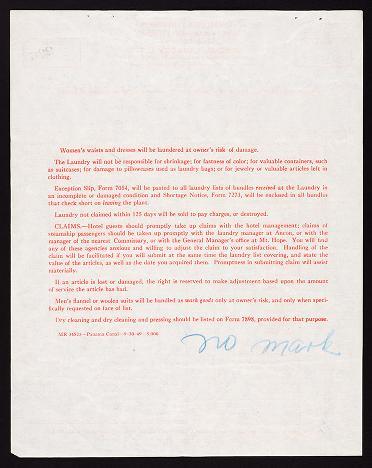 Women's waists and dresses will be laundered at owner's risk of damage.
The Laundry will not be responsible for shrinkage; for fastness of color; for valuable containers, such
as suitcases; for damage to pillowcases used as laundry bags; or for jewelry or valuable articles left in
clothing.
Exception Slip, Form 7084, will be pasted to all laundry lists of bundles received at the Laundry in
an incomplete or damaged condition and Shortage Notice, Form 7223, will be enclosed in all bundles
that check short on leaving the plant.
Laundry not claimed within 125 days will be sold to pay charges, or destroyed.
CLAIMS.—Hotel guests should promptly take up claims with the hotel management; claims of
steamship passengers should be taken up promptly with the laundry manager at Ancon, or with the
manager of the nearest Commissary, or with the General Manager's office at Mt. Hope. You will find
any of these agencies anxious and willing to adjust the claim to your satisfaction. Handling of the
claim will be facilitated if you will submit at the same time the laundry list covering, and state the
value of the articles, as well as the date you acquired them. Promptness in submitting claim will assist
materially.
If an article is lost or damaged, the right is reserved to make adjustment based upon the amount
of service the article has had.
Men's flannel or woolen suits will be handled as wash goods only at owner's risk, and only when speci-
fically requested on face of list.
Dry cleaning and dry cleaning and pressing should be listed on Form 7898, provided for that purpose.
Panama Canal
no mark